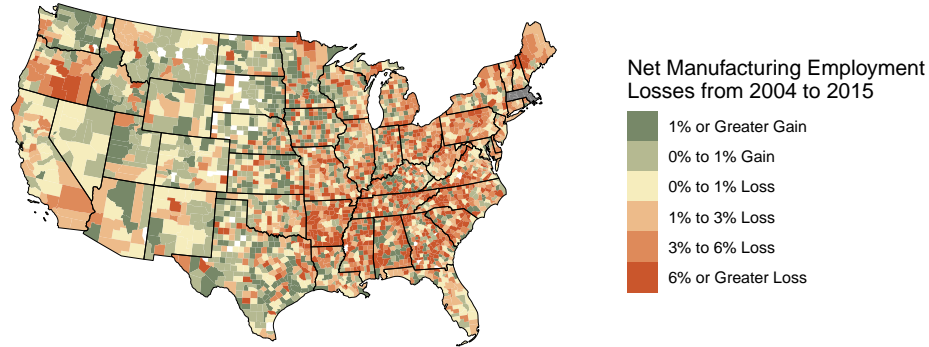 Net Manufacturing Employment
Losses from 2004 to 2015
1% or Greater Gain
0% to 1% Gain
0% to 1% Loss
1% to 3% Loss
3% to 6% Loss
6% or Greater Loss